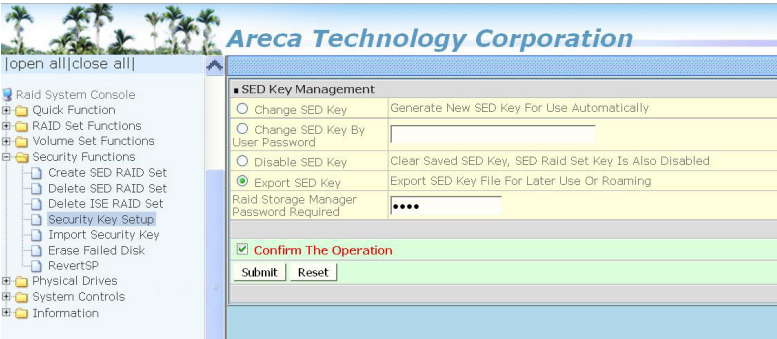 Areca Technology Corporation
|open all|close all|
Raid System Console
Quick Function
RAID Set Functions
Volume Set Functions
Security Functions
Create SED RAID Set
Delete SED RAID Set
Delete ISE RAID Set
Security Key Setup
Import Security Key
Erase Failed Disk
RevertSP
Physical Drives
System Controls
Information
SED Key Management
Change SED Key Generate New SED Key For Use Automatically
Change SED Key By
User Password
Disable SED Key Clear Saved SED Key, SED Raid Set Key Is Also Disabled
Export SED Key Export SED Key File For Later Use Or Roaming
Raid Storage Manager
Password Required ••••
Confirm The Operation
Submit Reset